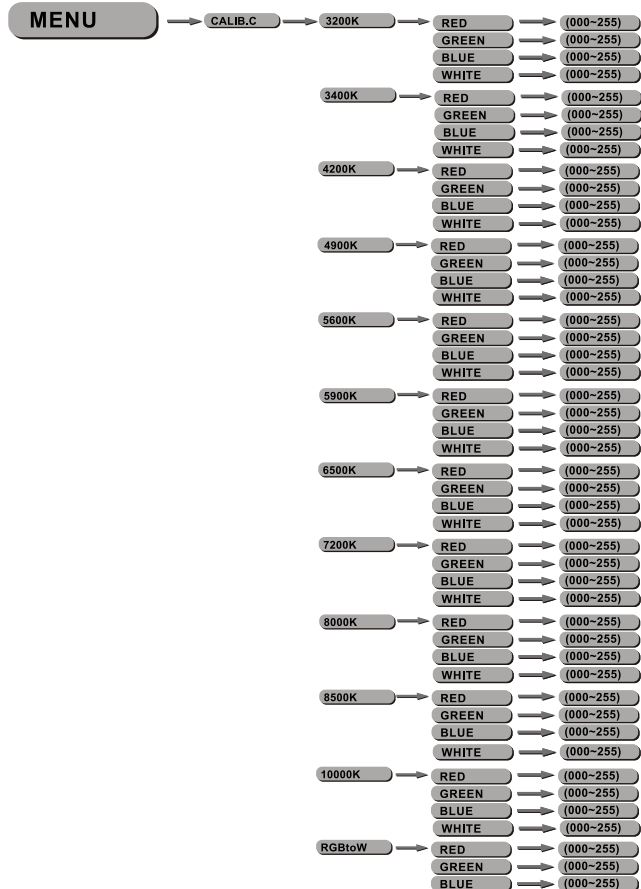 MENU CALIB.C 3200K RED (000~255)
GREEN (000~255)
BLUE (000~255)
WHITE (000~255)
3400K RED (000~255)
GREEN (000~255)
BLUE (000~255)
WHITE (000~255)
4200K RED (000~255)
GREEN (000~255)
BLUE (000~255)
WHITE (000~255)
4900K RED (000~255)
GREEN (000~255)
BLUE (000~255)
WHITE (000~255)
5600K RED (000~255)
GREEN (000~255)
BLUE (000~255)
WHITE (000~255)
5900K RED (000~255)
GREEN (000~255)
BLUE (000~255)
WHITE (000~255)
6500K RED (000~255)
GREEN (000~255)
BLUE (000~255)
WHITE (000~255)
7200K RED (000~255)
GREEN (000~255)
BLUE (000~255)
WHITE (000~255)
8000K RED (000~255)
GREEN (000~255)
BLUE (000~255)
WHITE (000~255)
8500K RED (000~255)
GREEN (000~255)
BLUE (000~255)
WHITE (000~255)
10000K RED (000~255)
GREEN (000~255)
BLUE (000~255)
WHITE (000~255)
RGBtoW RED (000~255)
GREEN (000~255)
BLUE (000~255)